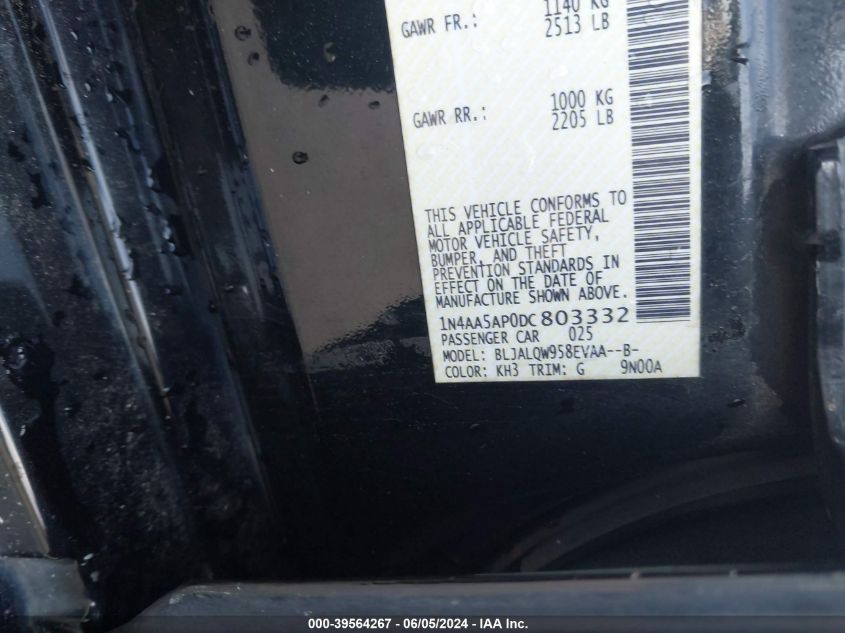 GAWR FR.: 1140 KG
2513 LB
GAWR RR.: 1000 KG
2205 LB
THIS VEHICLE CONFORMS TO
ALL APPLICABLE FEDERAL
MOTOR VEHICLE SAFETY,
BUMPER, AND THEFT
PREVENTION STANDARDS IN
EFFECT ON THE DATE OF
MANUFACTURE SHOWN ABOVE.
1N4AA5AP0DC803332
PASSENGER CAR 025
MODEL: BLJALQW958EVAA--B-
COLOR: KH3 TRIM: G 9N00A
000-39564267 - 06/05/2024 - IAA Inc.